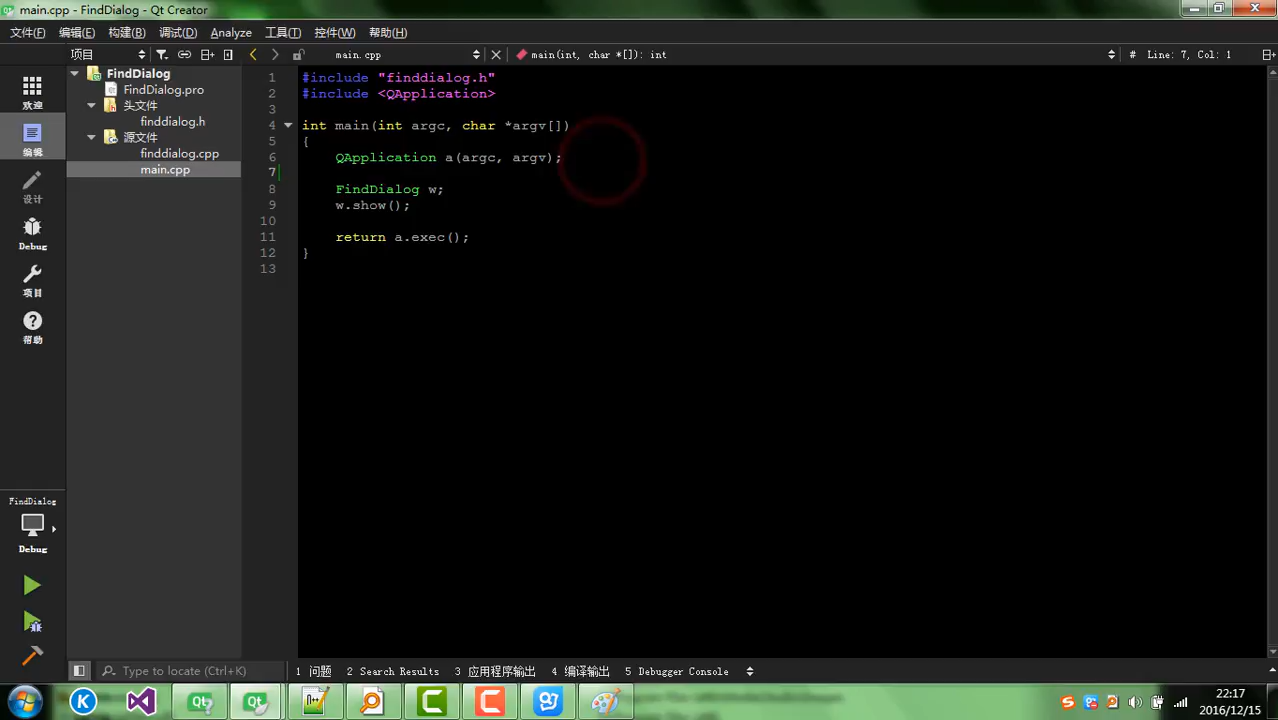 main.cpp - FindDialog - Qt Creator
文件(F) 编辑(E) 构建(B) 调试(D) Analyze 工具(T) 控件(W) 帮助(H)
项目 main.cpp main(int, char *[]): int # Line: 7, Col: 1
欢迎
编辑
设计
Debug
项目
帮助
FindDialog
Debug
FindDialog
FindDialog.pro
头文件
finddialog.h
源文件
finddialog.cpp
main.cpp
1 #include "finddialog.h"
2 #include <QApplication>
3
4 int main(int argc, char *argv[])
5 {
6 QApplication a(argc, argv);
7
8 FindDialog w;
9 w.show();
10
11 return a.exec();
12 }
13
Type to locate (Ctrl+K) 1 问题 2 Search Results 3 应用程序输出 4 编译输出 5 Debugger Console
22:17
2016/12/15